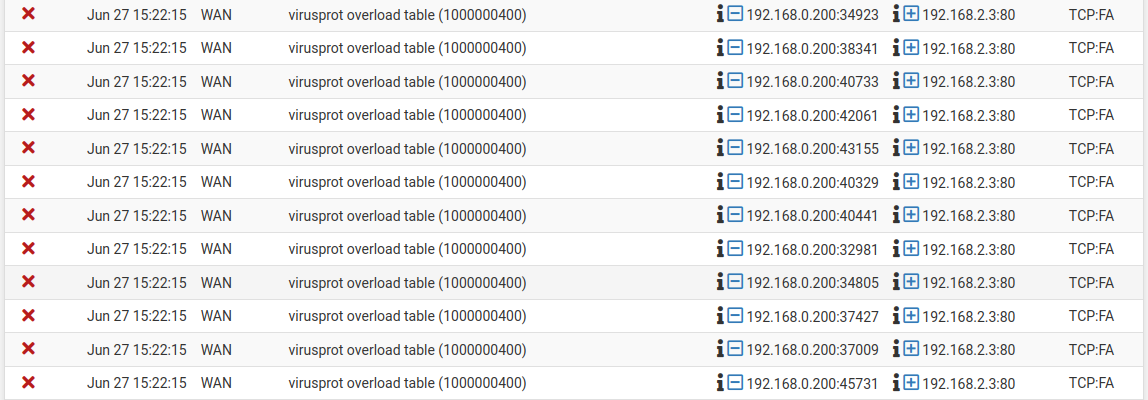 Jun 27 15:22:15 WAN virusprot overload table (1000000400) 192.168.0.200:34923 192.168.2.3:80 TCP:FA
Jun 27 15:22:15 WAN virusprot overload table (1000000400) 192.168.0.200:38341 192.168.2.3:80 TCP:FA
Jun 27 15:22:15 WAN virusprot overload table (1000000400) 192.168.0.200:40733 192.168.2.3:80 TCP:FA
Jun 27 15:22:15 WAN virusprot overload table (1000000400) 192.168.0.200:42061 192.168.2.3:80 TCP:FA
Jun 27 15:22:15 WAN virusprot overload table (1000000400) 192.168.0.200:43155 192.168.2.3:80 TCP:FA
Jun 27 15:22:15 WAN virusprot overload table (1000000400) 192.168.0.200:40329 192.168.2.3:80 TCP:FA
Jun 27 15:22:15 WAN virusprot overload table (1000000400) 192.168.0.200:40441 192.168.2.3:80 TCP:FA
Jun 27 15:22:15 WAN virusprot overload table (1000000400) 192.168.0.200:32981 192.168.2.3:80 TCP:FA
Jun 27 15:22:15 WAN virusprot overload table (1000000400) 192.168.0.200:34805 192.168.2.3:80 TCP:FA
Jun 27 15:22:15 WAN virusprot overload table (1000000400) 192.168.0.200:37427 192.168.2.3:80 TCP:FA
Jun 27 15:22:15 WAN virusprot overload table (1000000400) 192.168.0.200:37009 192.168.2.3:80 TCP:FA
Jun 27 15:22:15 WAN virusprot overload table (1000000400) 192.168.0.200:45731 192.168.2.3:80 TCP:FA